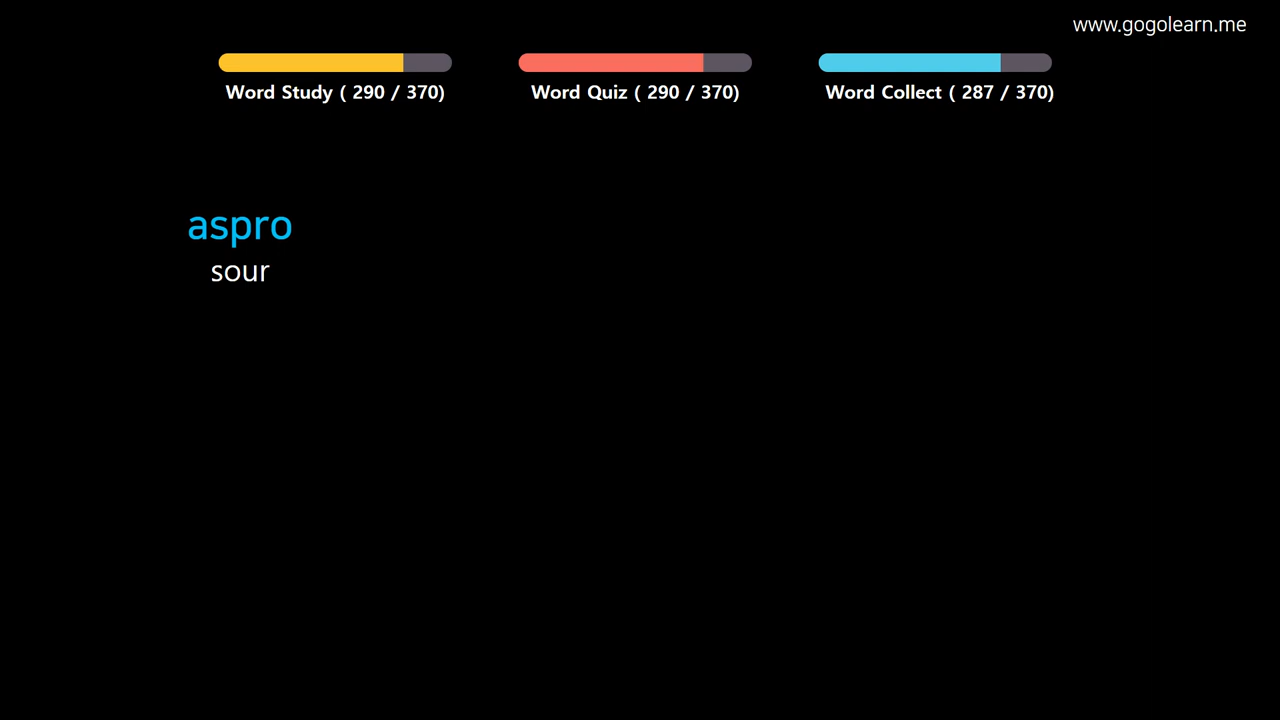 www.gogolearn.me
Word Study ( 290 / 370)
Word Quiz ( 290 / 370)
Word Collect ( 287 / 370)
aspro
sour